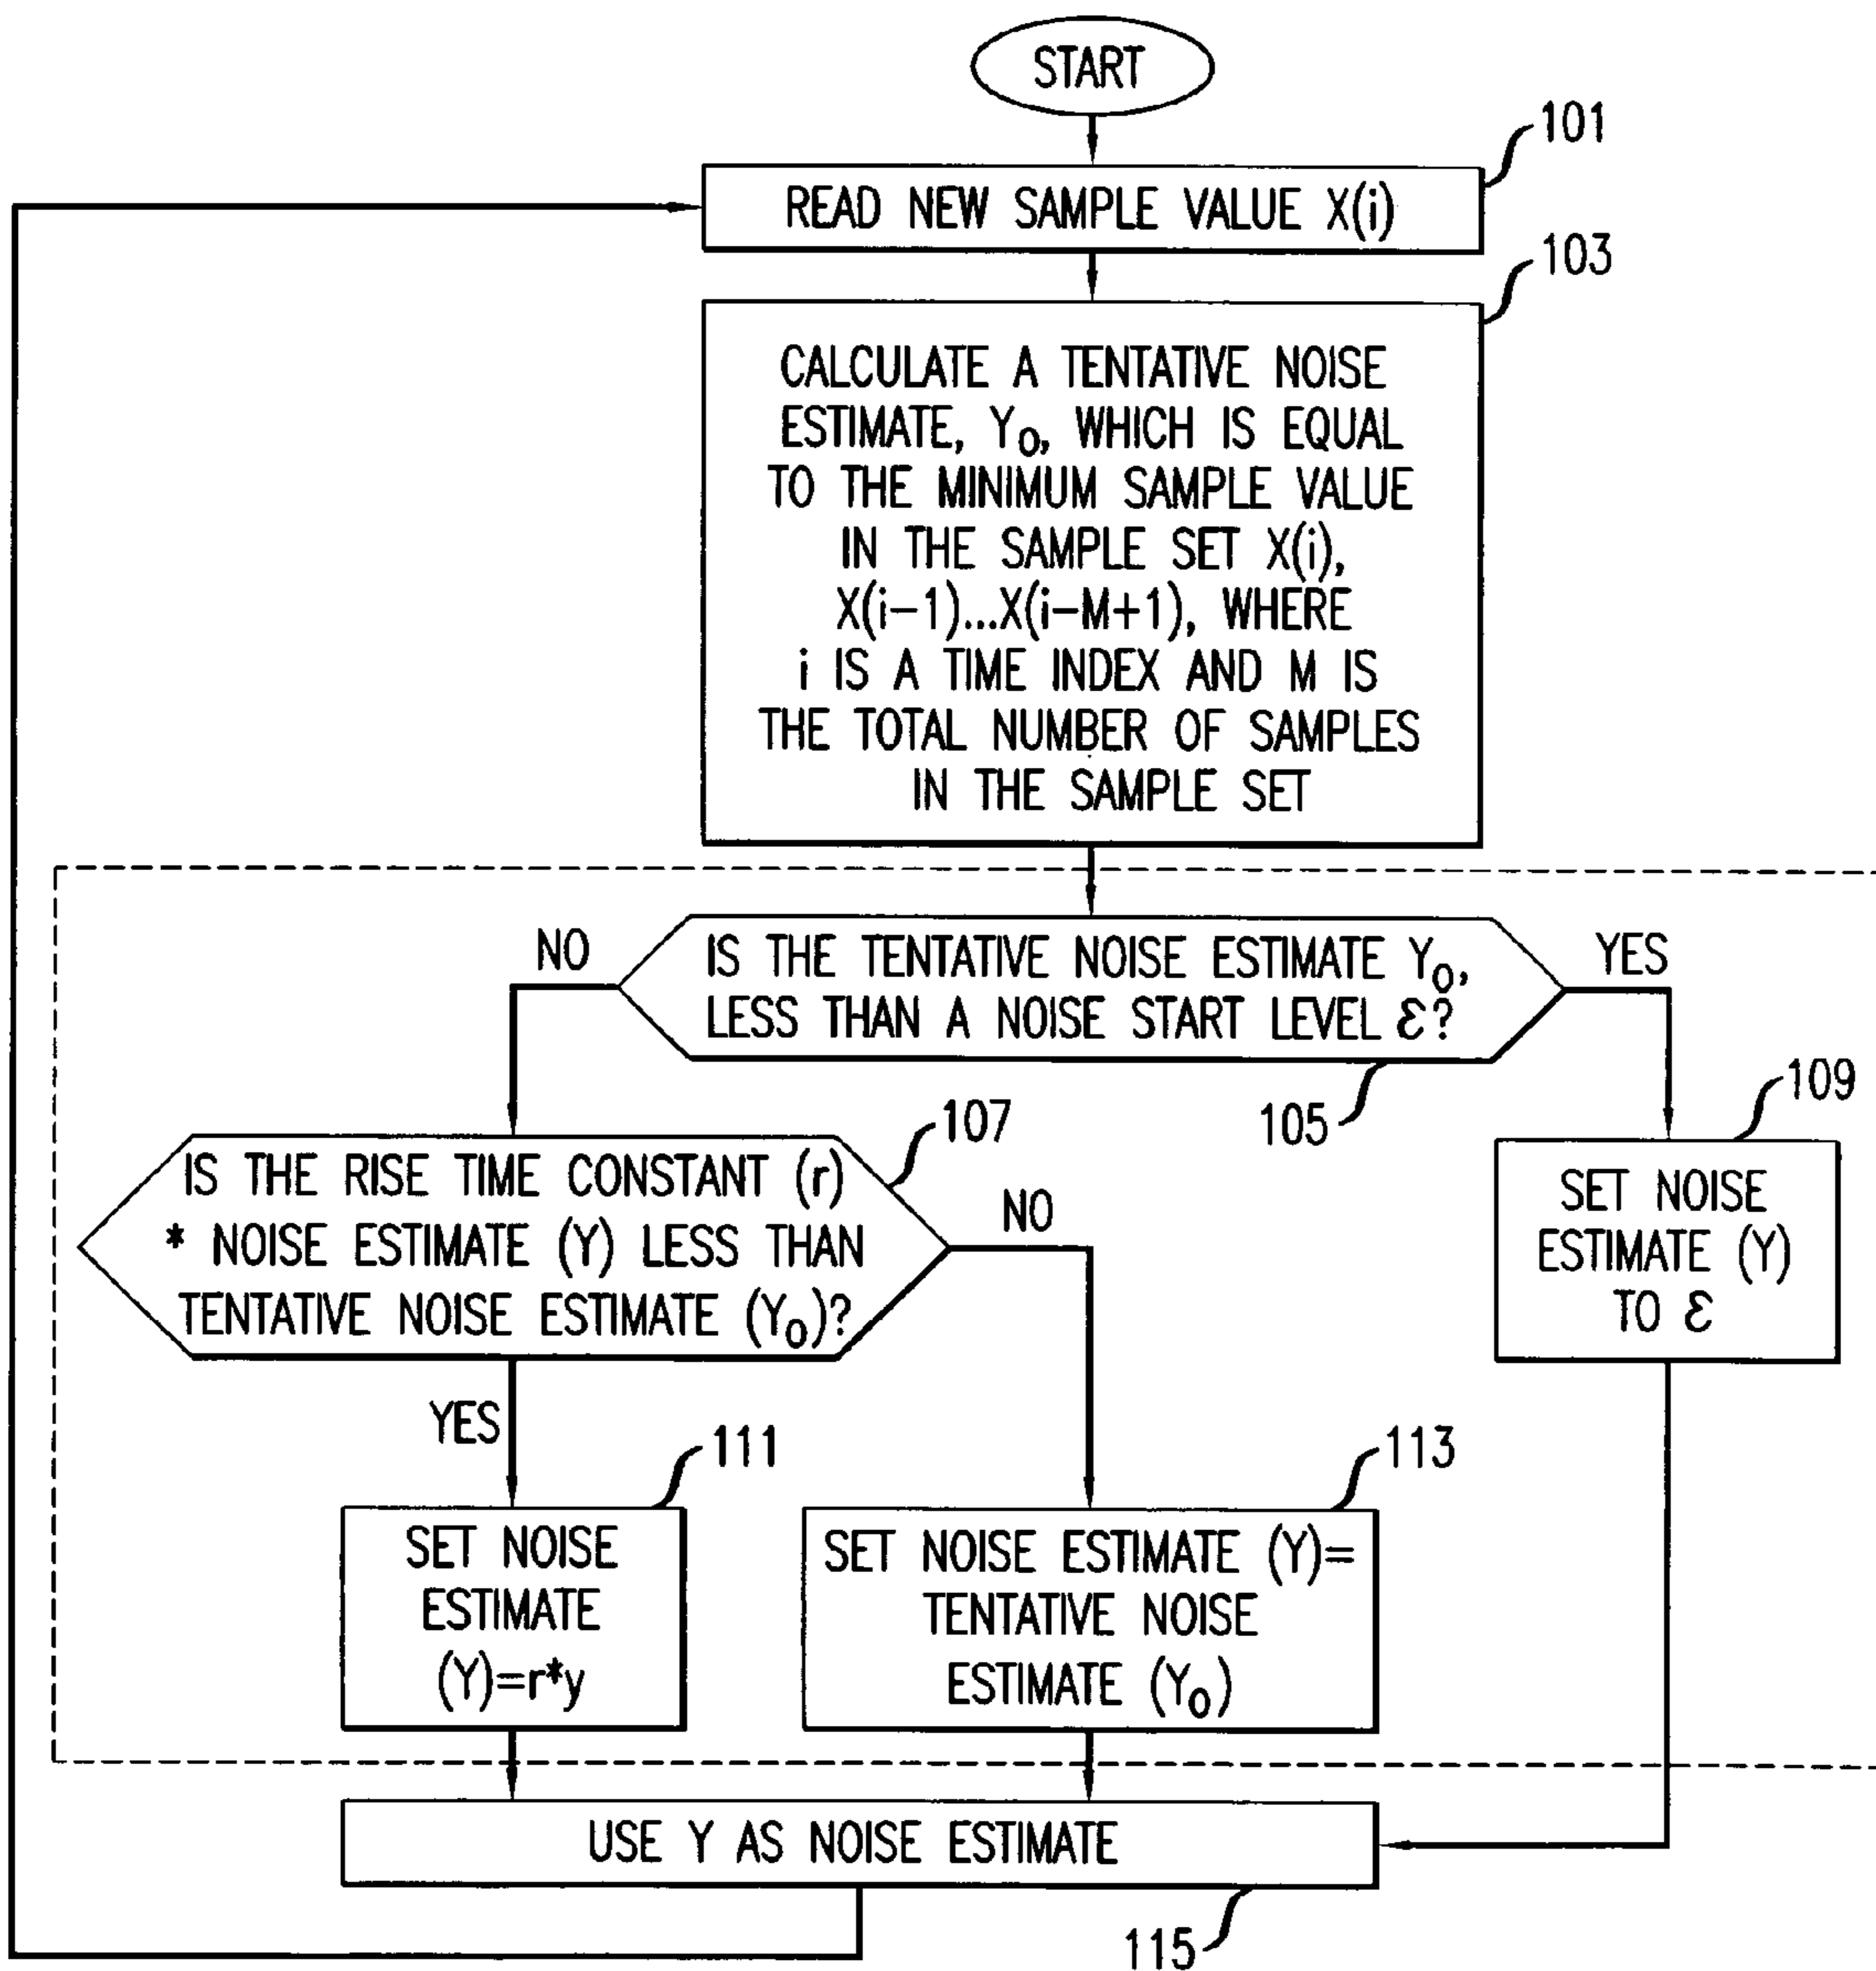 START
101
READ NEW SAMPLE VALUE X(i)
103
CALCULATE A TENTATIVE NOISE
ESTIMATE, Y₀, WHICH IS EQUAL
TO THE MINIMUM SAMPLE VALUE
IN THE SAMPLE SET X(i),
X(i-1)...X(i-M+1), WHERE
i IS A TIME INDEX AND M IS
THE TOTAL NUMBER OF SAMPLES
IN THE SAMPLE SET
NO
IS THE TENTATIVE NOISE ESTIMATE Y₀,
LESS THAN A NOISE START LEVEL ε?
YES
105
109
107
IS THE RISE TIME CONSTANT (r)
* NOISE ESTIMATE (Y) LESS THAN
TENTATIVE NOISE ESTIMATE (Y₀)?
NO
SET NOISE
ESTIMATE (Y)
TO ε
YES
111
113
SET NOISE
ESTIMATE
(Y)=r*y
SET NOISE ESTIMATE (Y)=
TENTATIVE NOISE
ESTIMATE (Y₀)
USE Y AS NOISE ESTIMATE
115